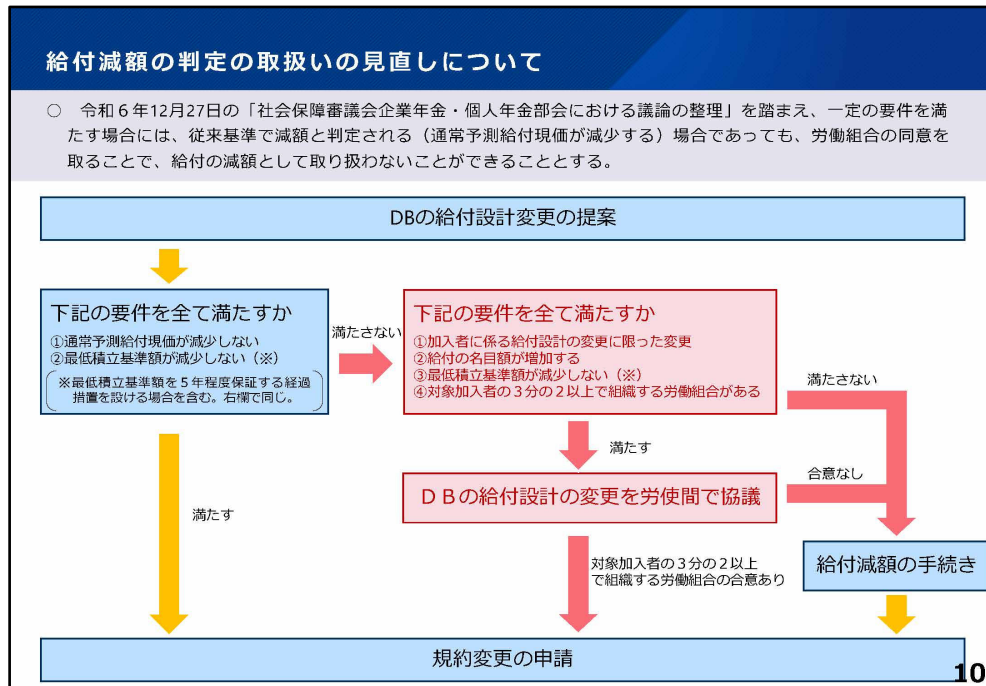 給付減額の判定の取扱いの見直しについて
○　令和６年12月27日の「社会保障審議会企業年金・個人年金部会における議論の整理」を踏まえ、一定の要件を満
たす場合には、従来基準で減額と判定される（通常予測給付現価が減少する）場合であっても、労働組合の同意を
取ることで、給付の減額として取り扱わないことができることとする。
DBの給付設計変更の提案
下記の要件を全て満たすか
①通常予測給付現価が減少しない
②最低積立基準額が減少しない（※）
※最低積立基準額を５年程度保証する経過
措置を設ける場合を含む。右欄で同じ。
満たさない
下記の要件を全て満たすか
①加入者に係る給付設計の変更に限った変更
②給付の名目額が増加する
③最低積立基準額が減少しない（※）
④対象加入者の３分の２以上で組織する労働組合がある
満たさない
満たす
ＤＢの給付設計の変更を労使間で協議
合意なし
満たす
対象加入者の３分の２以上
で組織する労働組合の合意あり
給付減額の手続き
規約変更の申請
10